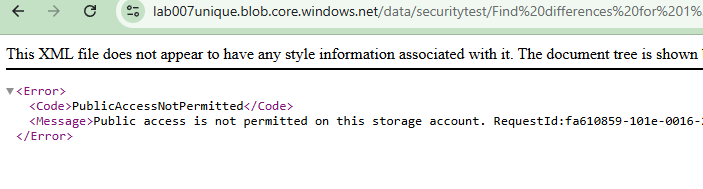 lab007unique.blob.core.windows.net/data/securitytest/Find%20differences%20for%201%
This XML file does not appear to have any style information associated with it. The document tree is shown
<Error>
<Code>PublicAccessNotPermitted</Code>
<Message>Public access is not permitted on this storage account. RequestId:fa610859-101e-0016-
</Error>